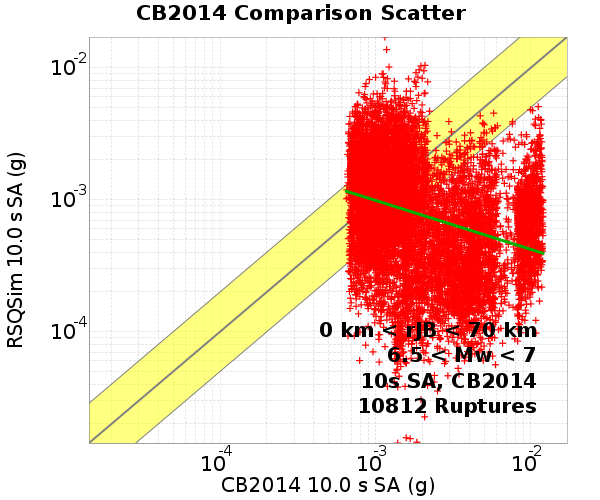 CB2014 Comparison Scatter
10-2
10-3
10-4
RSQSim 10.0 s SA (g)
0 km < rJB < 70 km
6.5 < Mw < 7
10s SA, CB2014
10812 Ruptures
10-4
10-3
10-2
CB2014 10.0 s SA (g)